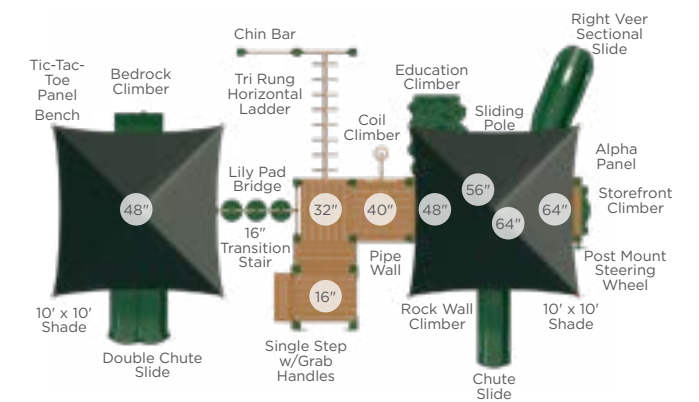 Right Veer
Sectional
Slide
Chin Bar
Tic-Tac-
Toe
Panel
Bench
Bedrock
Climber
Tri Rung
Horizontal
Ladder
Education
Climber
Coil
Climber
Sliding
Pole
Alpha
Panel
Lily Pad
Bridge
Storefront
Climber
48"
32"
40"
48"
56"
64"
64"
16"
Transition
Stair
Pipe
Wall
Post Mount
Steering
Wheel
16"
10' x 10'
Shade
Rock Wall
Climber
10' x 10'
Shade
Double Chute
Slide
Single Step
w/Grab
Handles
Chute
Slide